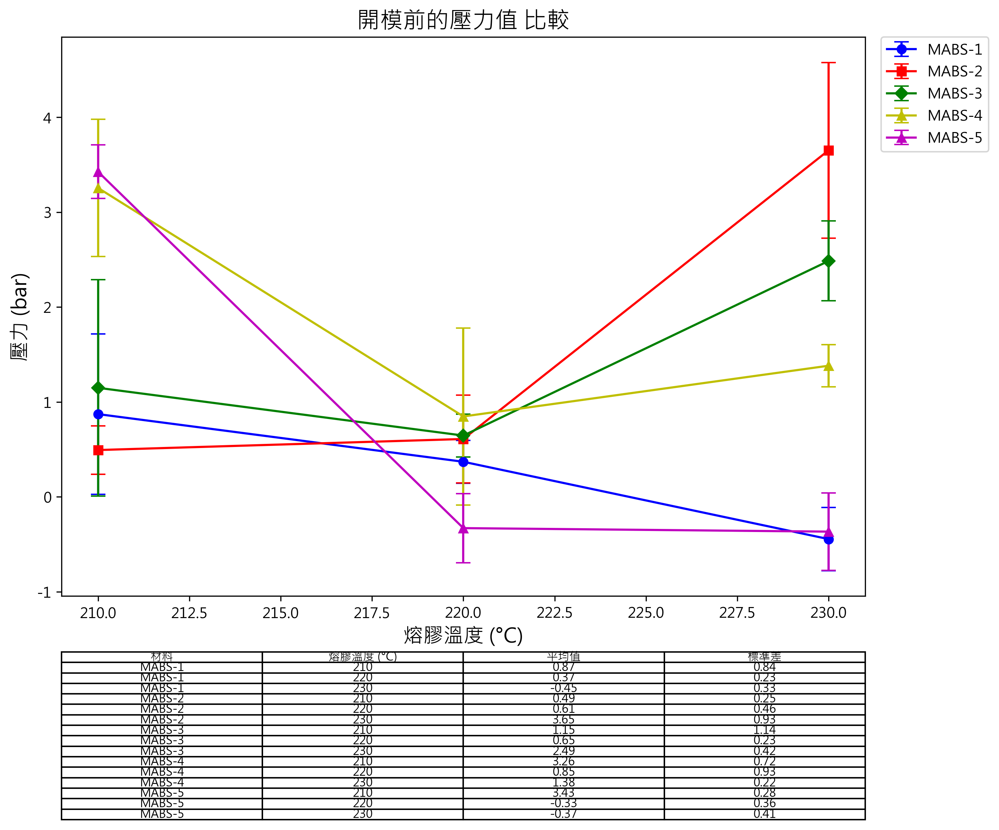 開模前的壓力值 比較
MABS-1
MABS-2
MABS-3
MABS-4
MABS-5
壓力 (bar)
4
3
2
1
0
-1
210.0 212.5 215.0 217.5 220.0 222.5 225.0 227.5 230.0
熔膠溫度 (°C)
材料 熔膠溫度 (°C) 平均值 標準差
MABS-1 210 0.87 0.84
MABS-1 220 0.37 0.23
MABS-1 230 -0.45 0.33
MABS-2 210 0.49 0.25
MABS-2 220 0.61 0.46
MABS-2 230 3.65 0.93
MABS-3 210 1.15 1.14
MABS-3 220 0.65 0.23
MABS-3 230 2.49 0.42
MABS-4 210 3.26 0.72
MABS-4 220 0.85 0.93
MABS-4 230 1.38 0.22
MABS-5 210 3.43 0.28
MABS-5 220 -0.33 0.36
MABS-5 230 -0.37 0.41